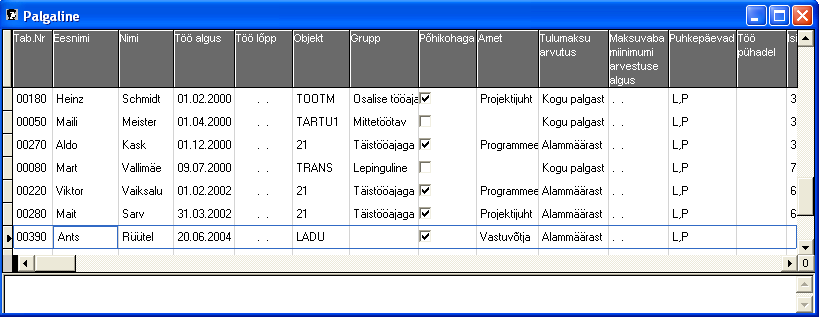 Palgaline
Tab.Nr Eesnimi Nimi Töö algus Töö lõpp Objekt Grupp Põhikohaga Amet Tulumaksu arvutus Maksuvaba miinimumi arvestuse algus Puhkepäevad Töö pühadel Isi
00180 Heinz Schmidt 01.02.2000 . . TOOTM Osalise tööaja Projektijuht Kogu palgast . . L,P 3
00050 Maili Meister 01.04.2000 . . TARTU1 Mittetöötav Kogu palgast . . L,P 3
00270 Aldo Kask 01.12.2000 . . 21 Täistööajaga Programmee Alammäärast . . L,P 3
00080 Mart Vallimäe 09.07.2000 . . TRANS Lepinguline Kogu palgast . . L,P 7
00220 Viktor Vaiksalu 01.02.2002 . . 21 Täistööajaga Programmee Alammäärast . . L,P 6
00280 Mait Sarv 31.03.2002 . . 21 Täistööajaga Projektijuht Alammäärast . . L,P 6
00390 Ants Rüütel 20.06.2004 . . LADU Vastuvõtja Alammäärast . . L,P
0